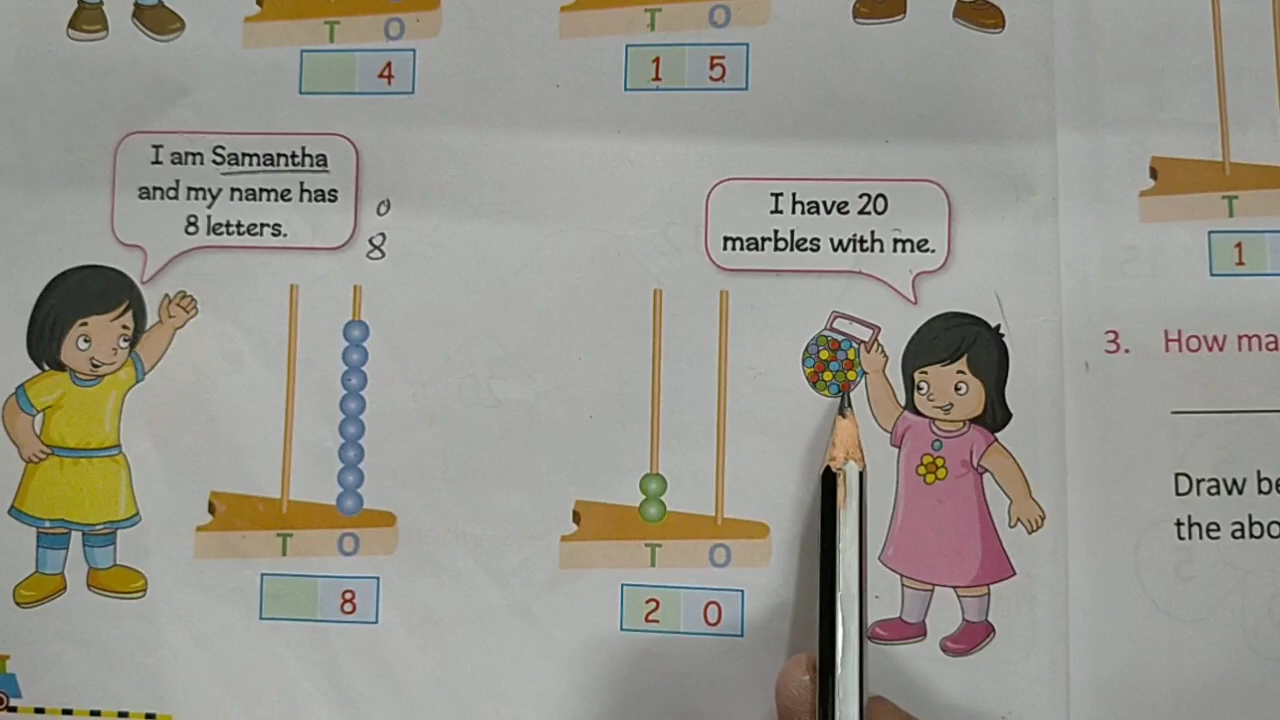 T O
4
T O
1 5
I am Samantha
and my name has
8 letters.
0
8
T O
8
I have 20
marbles with me.
T O
2 0
T
1
3. How ma
Draw be
the abo